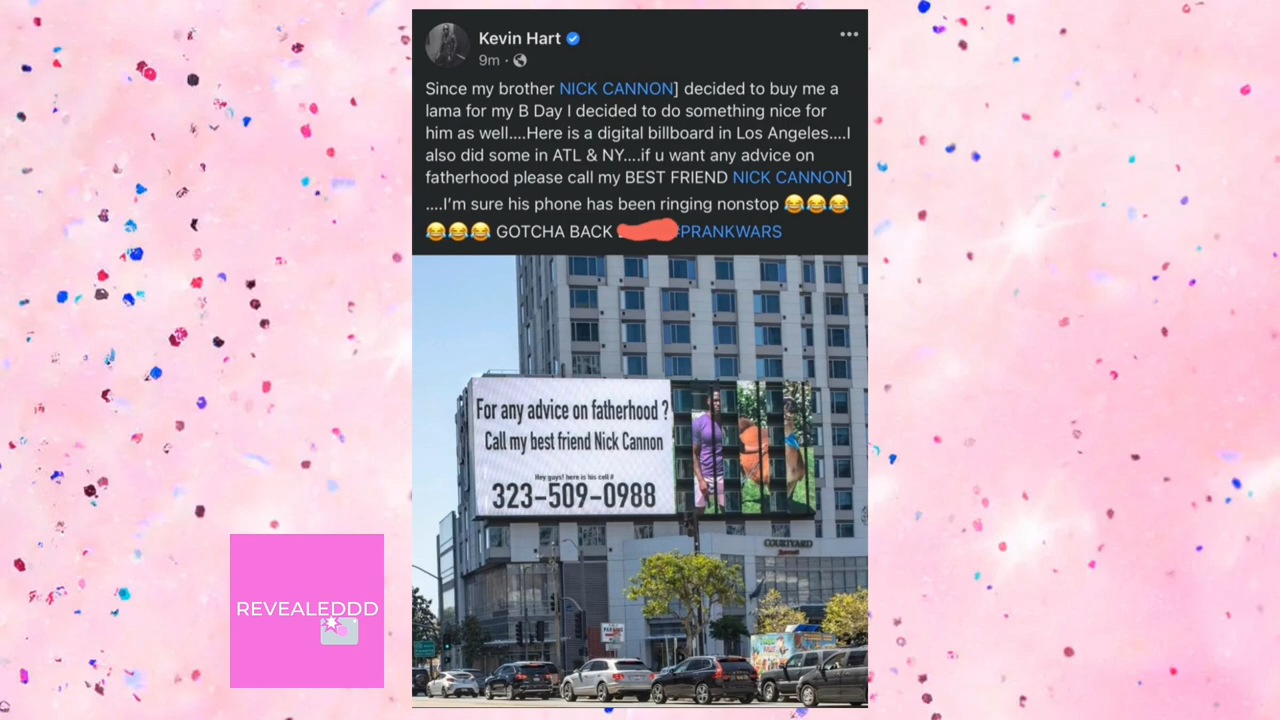 Kevin Hart
9m ·
Since my brother NICK CANNON] decided to buy me a
lama for my B Day I decided to do something nice for
him as well....Here is a digital billboard in Los Angeles....I
also did some in ATL & NY....if u want any advice on
fatherhood please call my BEST FRIEND NICK CANNON]
....I'm sure his phone has been ringing nonstop 😂😂😂
😂😂😂 GOTCHA BACK #PRANKWARS
For any advice on fatherhood ?
Call my best friend Nick Cannon
Hey guys! here is his cell #
323-509-0988
COURTYARD
Marriott
PARKING
REVEALEDDD